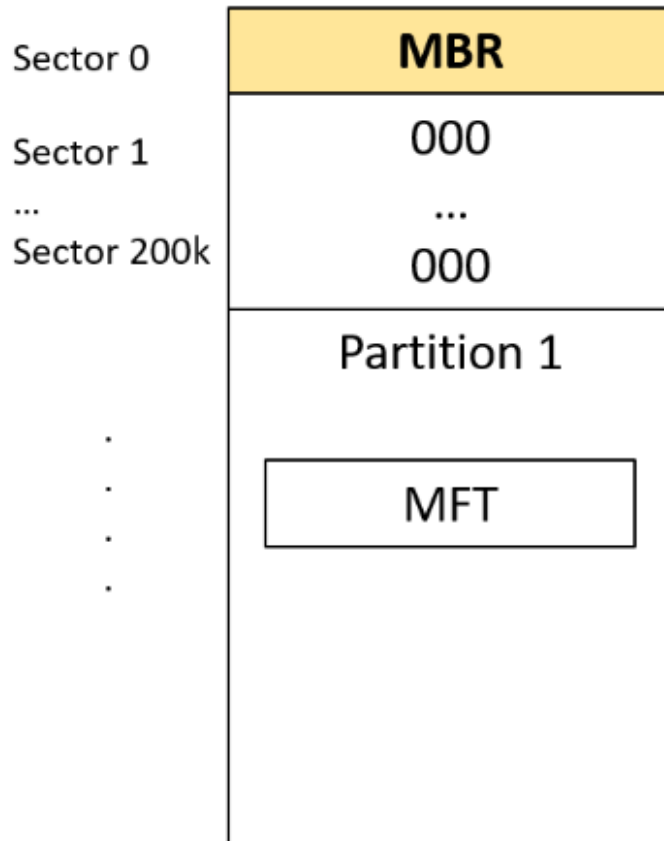 Sector 0
MBR
Sector 1
000
...
...
Sector 200k
000
Partition 1
.
.
MFT
.
.